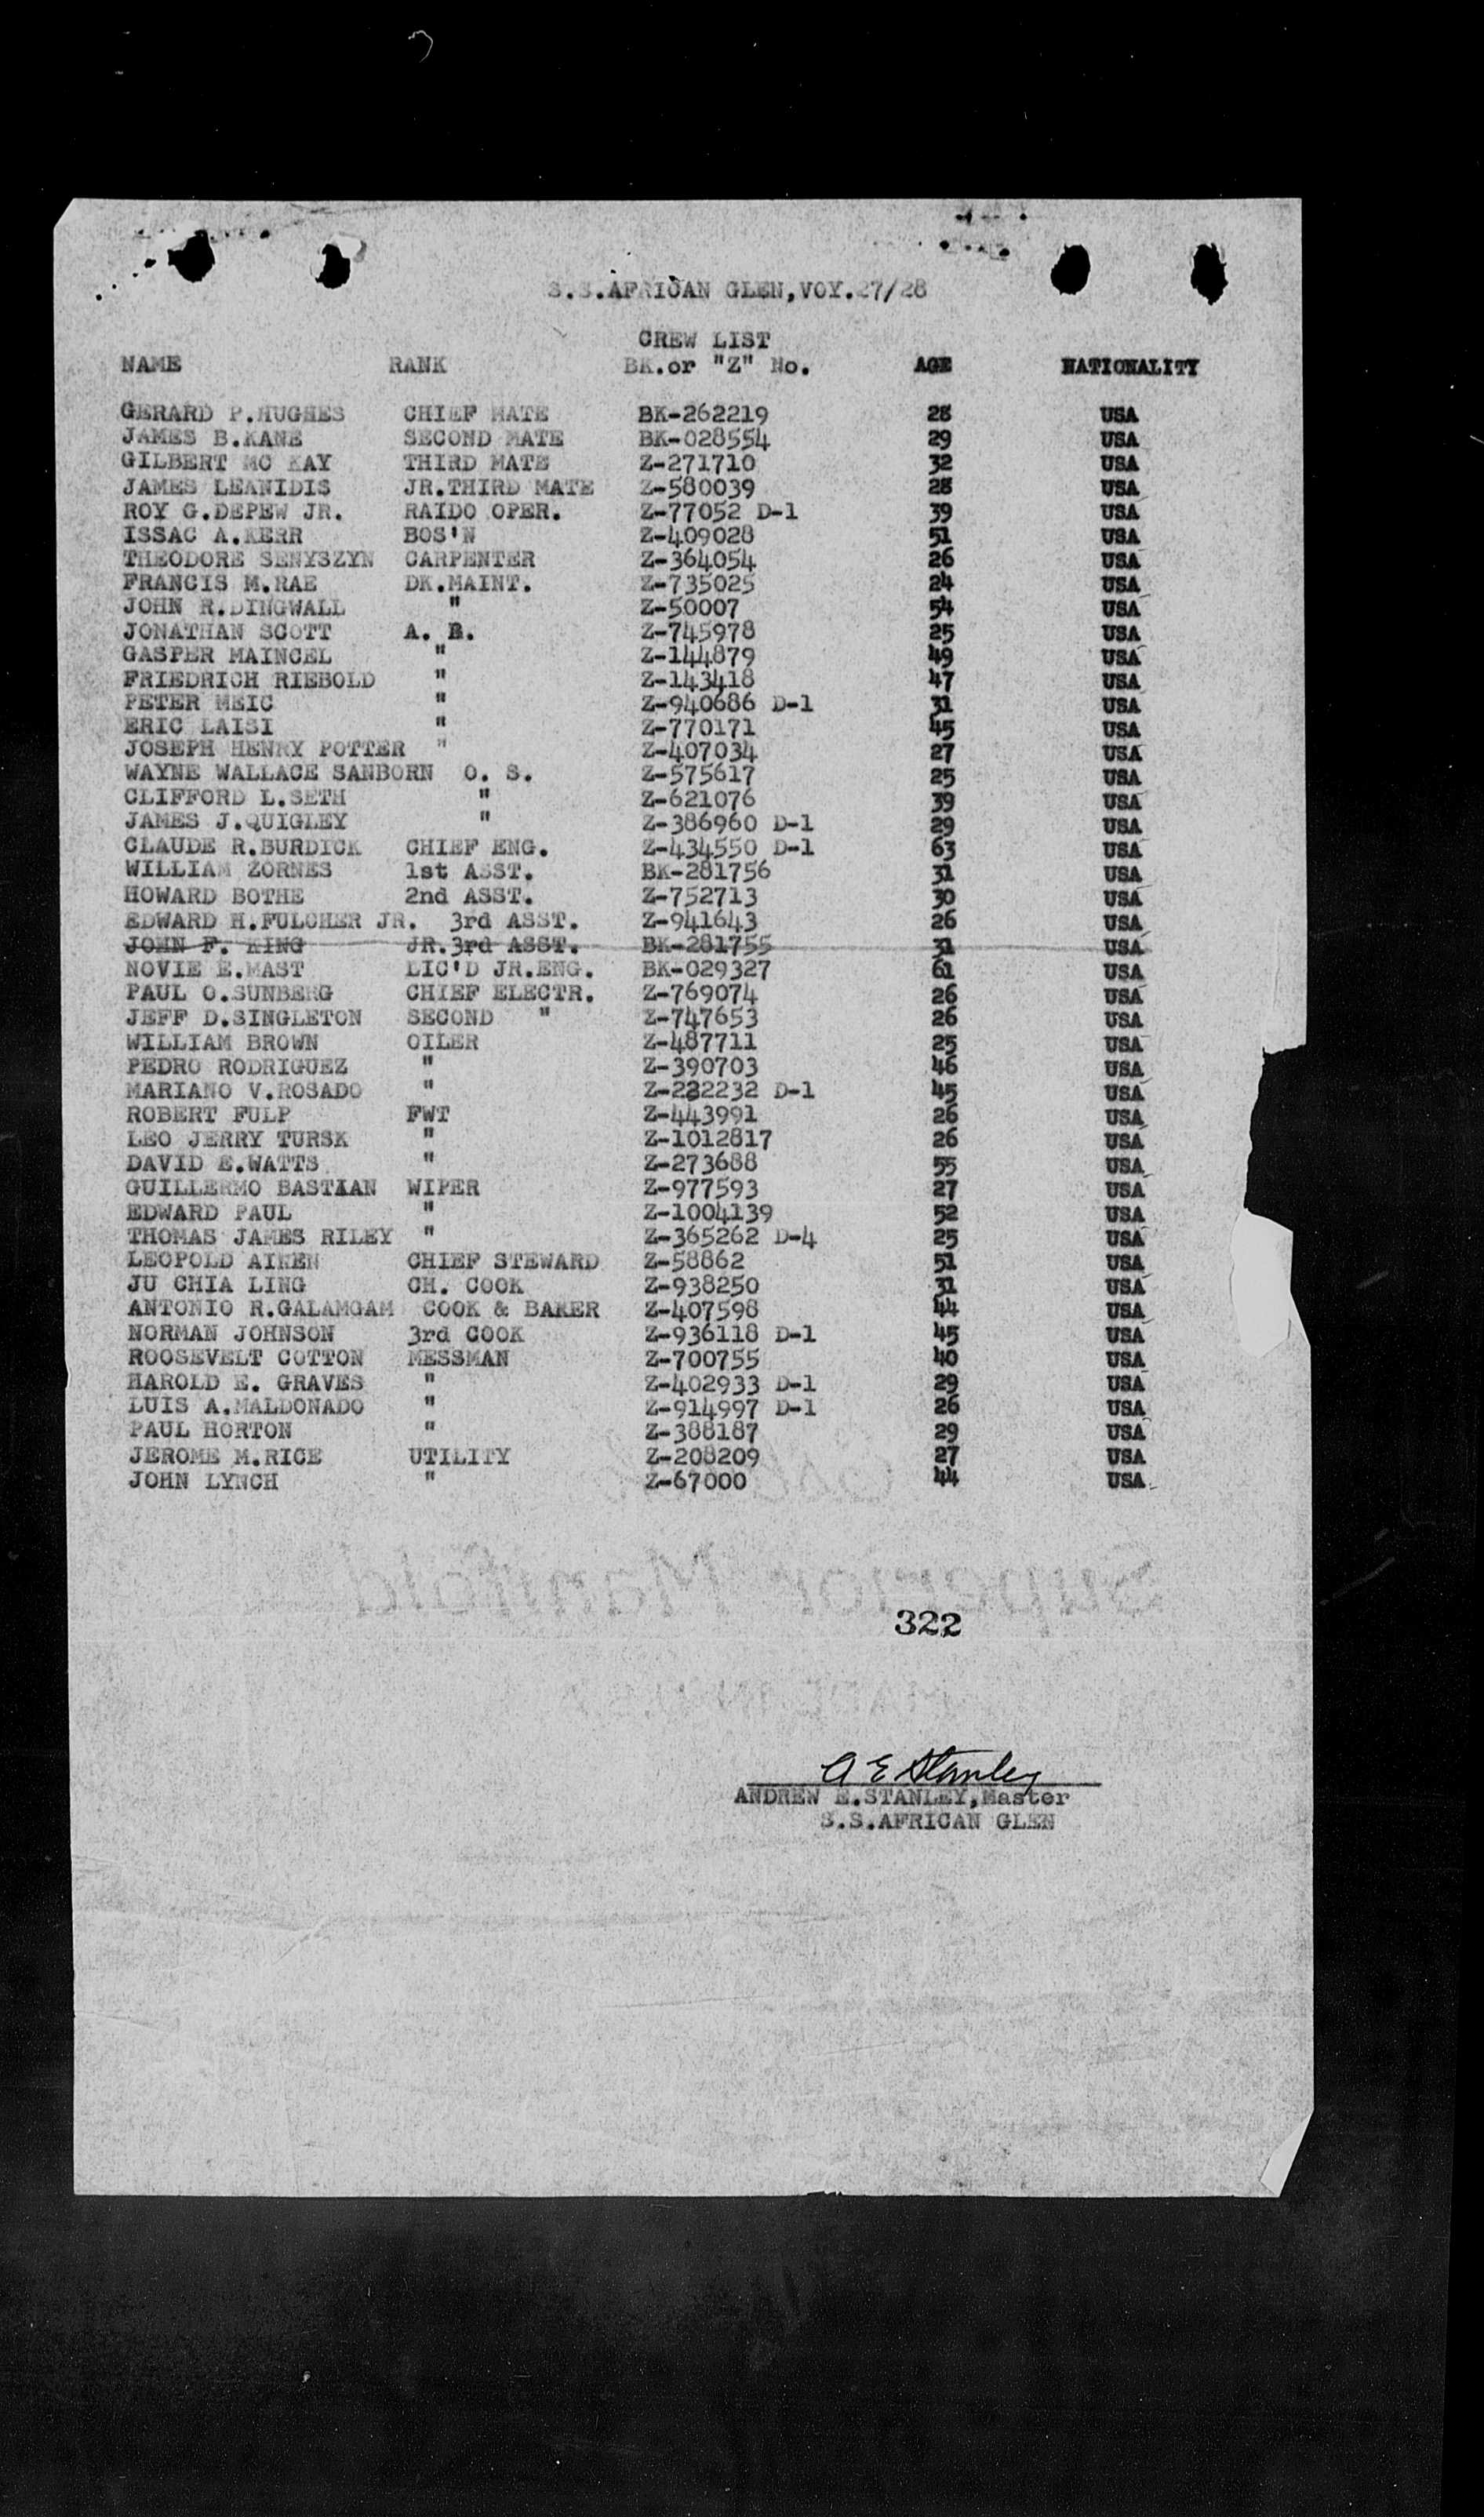 S.S.AFRICAN GLEN,VOY.27/28
CREW LIST
NAME RANK BK.or "Z" No. AGE NATIONALITY
GERARD P.HUGHES CHIEF MATE BK-262219 28 USA
JAMES B.KANE SECOND MATE BK-028554 29 USA
GILBERT MC KAY THIRD MATE Z-271710 32 USA
JAMES LEANIDIS JR.THIRD MATE Z-580039 28 USA
ROY G.DEPEW JR. RAIDO OPER. Z-77052 D-1 39 USA
ISSAC A.KERR BOS'N Z-409028 51 USA
THEODORE SENYSZYN CARPENTER Z-364054 26 USA
FRANCIS M.RAE DK.MAINT. Z-735025 24 USA
JOHN R.DINGWALL " Z-50007 54 USA
JONATHAN SCOTT A. B. Z-745978 25 USA
GASPER MAINCEL " Z-144879 49 USA
FRIEDRICH RIEBOLD " Z-143418 47 USA
PETER MEIC " Z-940686 D-1 31 USA
ERIC LAISI " Z-770171 45 USA
JOSEPH HENRY POTTER " Z-407034 27 USA
WAYNE WALLACE SANBORN O. S. Z-575617 25 USA
CLIFFORD L.SETH " Z-621076 39 USA
JAMES J.QUIGLEY " Z-386960 D-1 29 USA
CLAUDE R.BURDICK CHIEF ENG. Z-434550 D-1 63 USA
WILLIAM ZORNES 1st ASST. BK-281756 31 USA
HOWARD BOTHE 2nd ASST. Z-752713 30 USA
EDWARD H.FULCHER JR. 3rd ASST. Z-941643 26 USA
JOHN F. KING JR.3rd ASST. BK-281755 31 USA
NOVIE E.MAST LIC'D JR.ENG. BK-029327 61 USA
PAUL O.SUNBERG CHIEF ELECTR. Z-769074 26 USA
JEFF D.SINGLETON SECOND " Z-747653 26 USA
WILLIAM BROWN OILER Z-487711 25 USA
PEDRO RODRIGUEZ " Z-390703 46 USA
MARIANO V.ROSADO " Z-232232 D-1 45 USA
ROBERT FULP FWT Z-443991 26 USA
LEO JERRY TURSK " Z-1012817 26 USA
DAVID E.WATTS " Z-273688 55 USA
GUILLERMO BASTIAN WIPER Z-977593 27 USA
EDWARD PAUL " Z-1004139 52 USA
THOMAS JAMES RILEY " Z-365262 D-4 25 USA
LEOPOLD AIKEN CHIEF STEWARD Z-58862 51 USA
JU CHIA LING CH. COOK Z-938250 31 USA
ANTONIO R.GALAMGAM COOK & BAKER Z-407598 44 USA
NORMAN JOHNSON 3rd COOK Z-936118 D-1 45 USA
ROOSEVELT COTTON MESSMAN Z-700755 40 USA
HAROLD E. GRAVES " Z-402933 D-1 29 USA
LUIS A.MALDONADO " Z-914997 D-1 26 USA
PAUL HORTON " Z-388187 29 USA
JEROME M.RICE UTILITY Z-208209 27 USA
JOHN LYNCH " Z-67000 44 USA
Superior Manifold
322
MADE IN
A E Stanley
ANDREW E.STANLEY,Master
S.S.AFRICAN GLEN